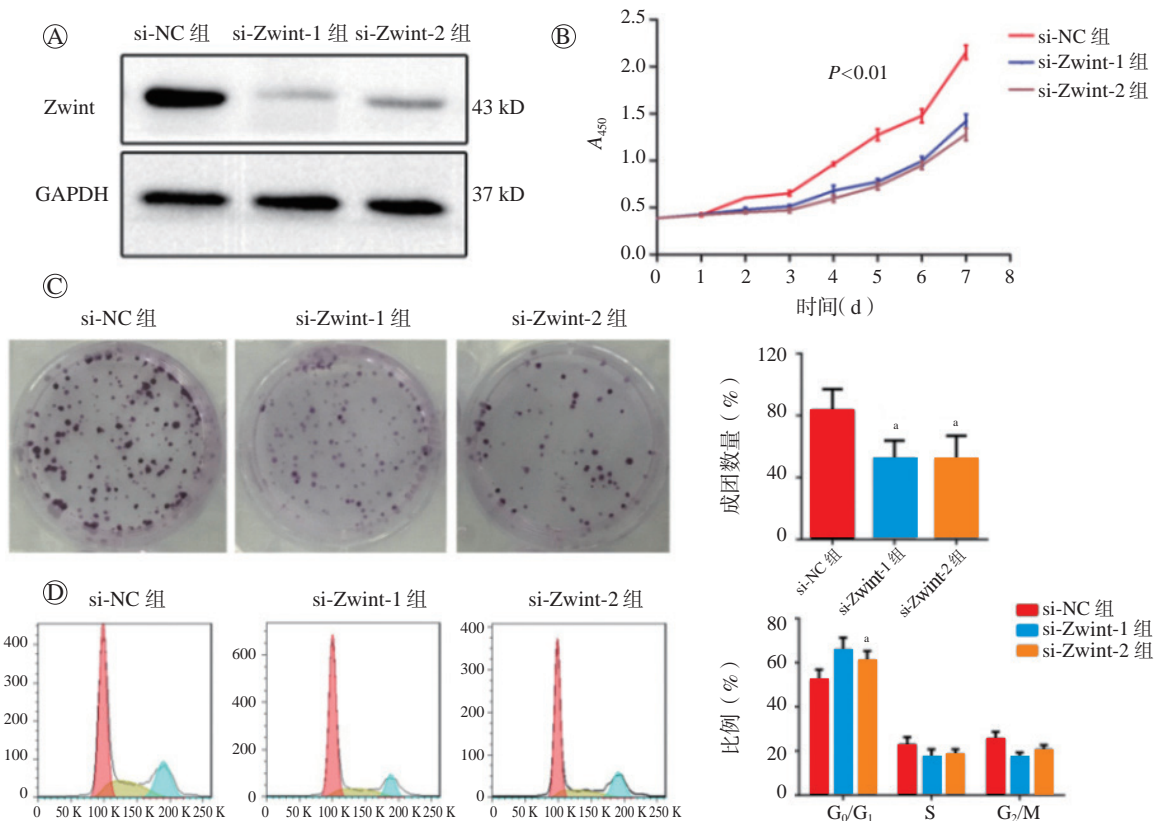 Ⓐ
si-NC 组 si-Zwint-1 组 si-Zwint-2 组
Zwint
43 kD
GAPDH
37 kD
Ⓑ
si-NC 组
si-Zwint-1 组
si-Zwint-2 组
P<0.01
A450
2.5
2.0
1.5
1.0
0.5
0.0
0 1 2 3 4 5 6 7 8
时间( d )
Ⓒ
si-NC 组 si-Zwint-1 组 si-Zwint-2 组
成团数量（%）
120
80
40
0
a a
si-NC 组 si-Zwint-1 组 si-Zwint-2 组
Ⓓ
si-NC 组 si-Zwint-1 组 si-Zwint-2 组
400
300
200
100
0
0 50 K 100 K 150 K 200 K 250 K
600
400
200
0
0 50 K 100 K 150 K 200 K 250 K
400
300
200
100
0
0 50 K 100 K 150 K 200 K 250 K
si-NC 组
si-Zwint-1 组
si-Zwint-2 组
比例（%）
80
60
40
20
0
a
G₀/G₁ S G₂/M